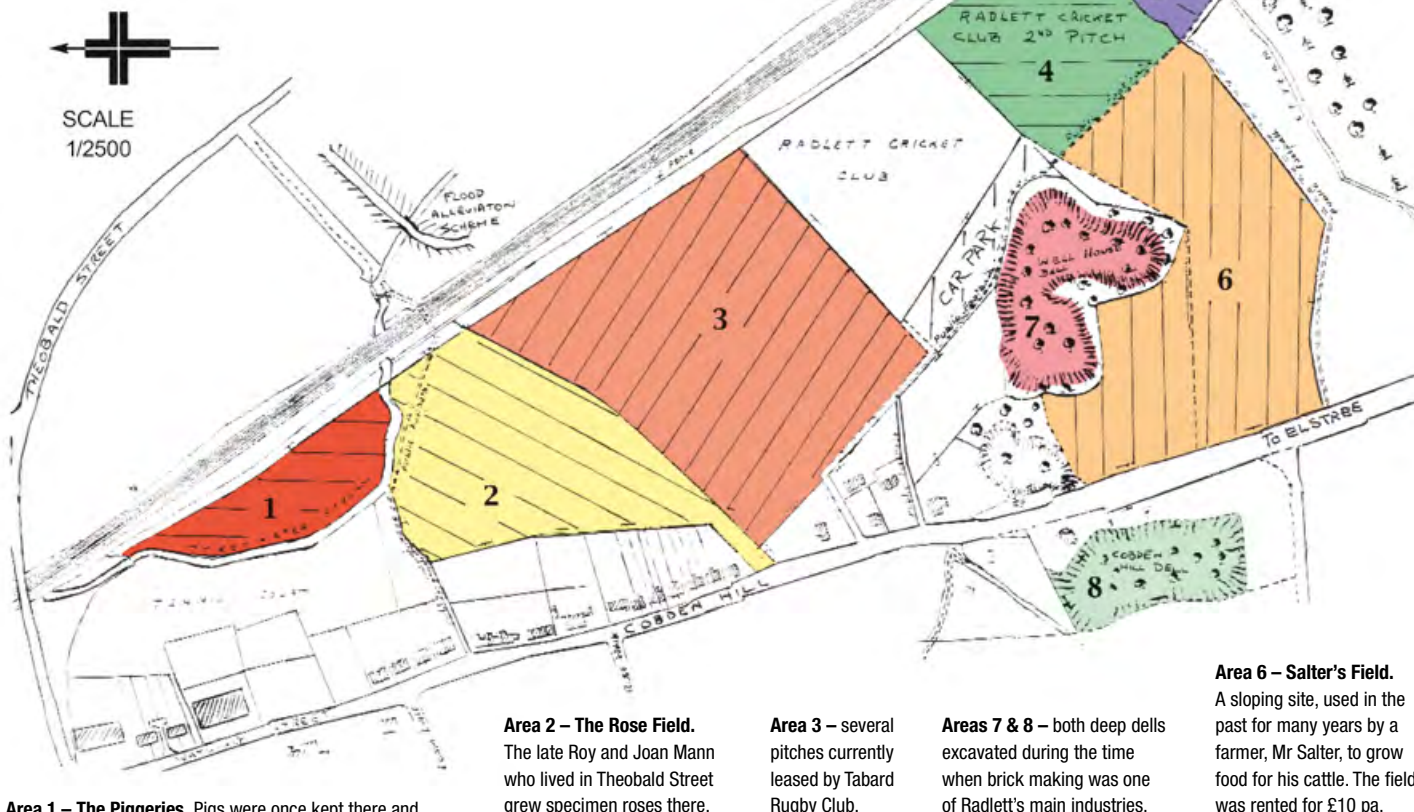 SCALE
1/2500
THEOBALD STREET
FLOOD
ALLEVIATON
SCHEME
RADLETT CRICKET
CLUB 2ND PITCH
4
RADLETT CRICKET
CLUB
CAR PARK
WELL HOUSE
DELL
7
6
3
2
1
TO ELSTREE
COBDEN
HILL DELL
8
COBDEN HILL
Area 1 – The Piggeries. Pigs were once kept there and
Area 2 – The Rose Field.
The late Roy and Joan Mann
who lived in Theobald Street
grew specimen roses there.
Area 3 – several
pitches currently
leased by Tabard
Rugby Club.
Areas 7 & 8 – both deep dells
excavated during the time
when brick making was one
of Radlett's main industries.
Area 6 – Salter's Field.
A sloping site, used in the
past for many years by a
farmer, Mr Salter, to grow
food for his cattle. The field
was rented for £10 pa.